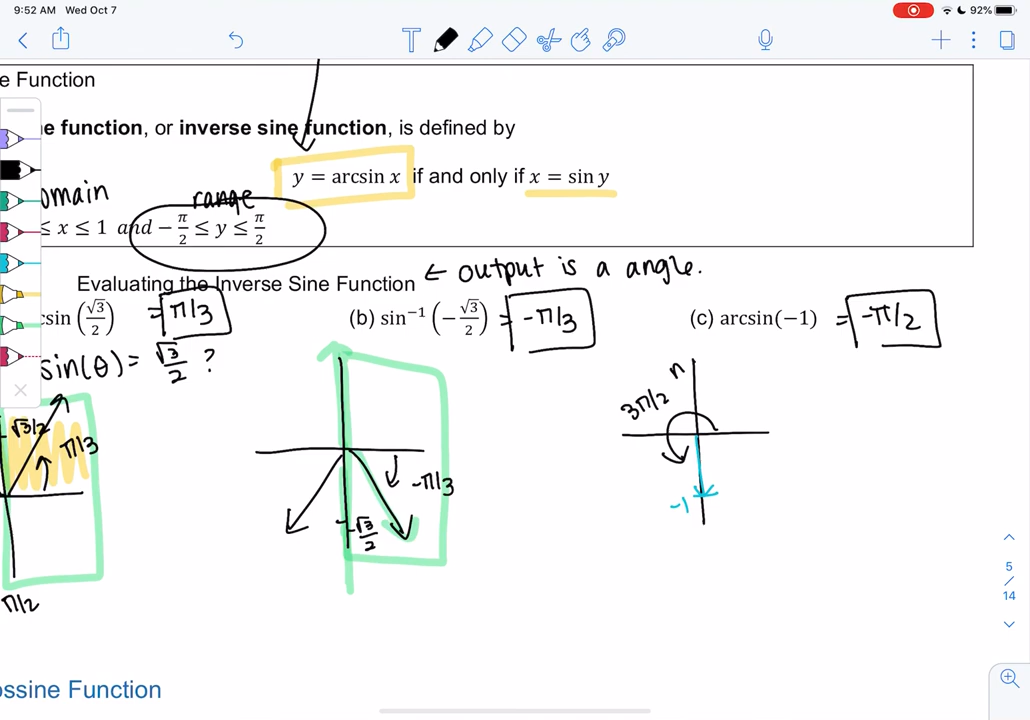 9:52 AM Wed Oct 7
92%
e Function
e function, or inverse sine function, is defined by
y = arcsin x if and only if x = sin y
omain
range
≤ x ≤ 1 and − π/2 ≤ y ≤ π/2
Evaluating the Inverse Sine Function ← output is a angle.
csin (√3/2) = π/3
(b) sin⁻¹ (−√3/2) = -π/3
(c) arcsin(−1) = -π/2
sin(θ) = √3/2 ?
√3/2
π/3
π/2
-π/3
-√3/2
3π/2
-1
5
/
14
ossine Function